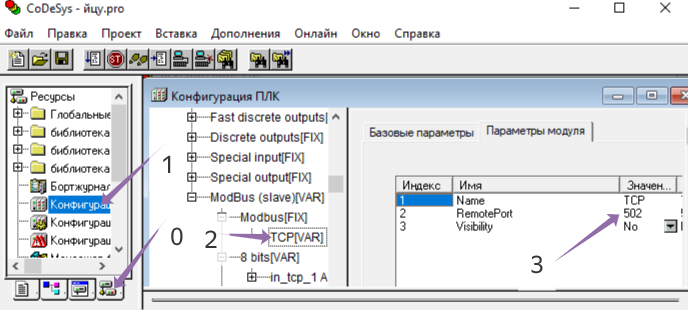 CoDeSys - йцу.pro
Файл Правка Проект Вставка Дополнения Онлайн Окно Справка
Ресурсы
Глобальные
библиотека
библиотека
библиотека
Бортжурнал
Конфигурац
Конфигурац
Конфигурац
0
1
Конфигурация ПЛК
Fast discrete outputs[
Discrete outputs[FIX]
Special input[FIX]
Special output[FIX]
ModBus (slave)[VAR]
Modbus[FIX]
2
TCP[VAR]
8 bits[VAR]
in_tcp_1 A
Базовые параметры Параметры модуля
Индекс Имя Значен...
1 Name TCP
2 RemotePort 502
3 Visibility No
3